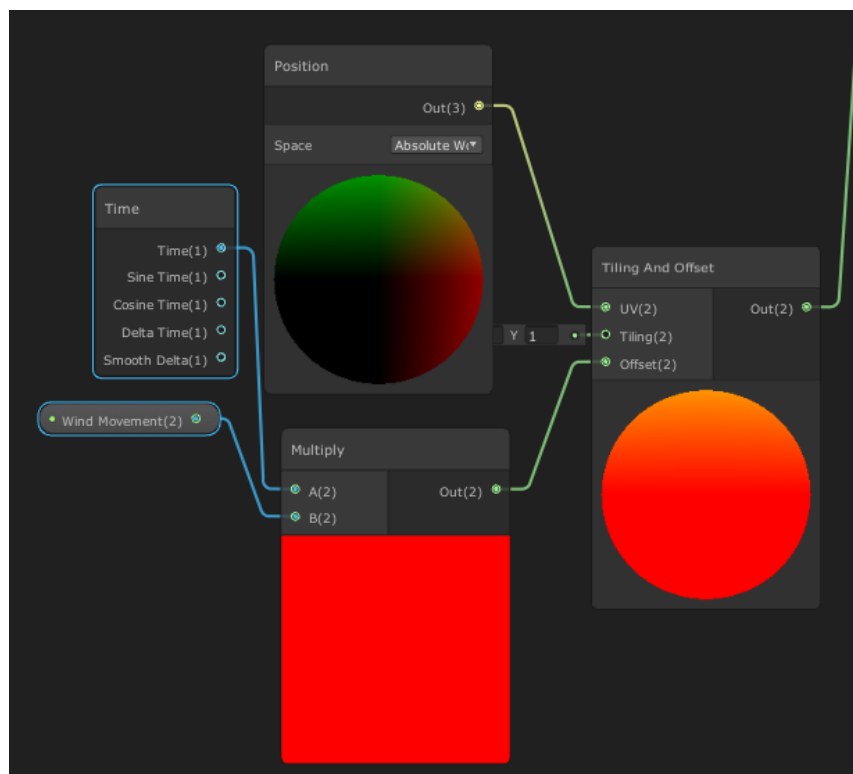 Position
Out(3)
Space
Absolute We
Time
Time(1)
Sine Time(1)
Cosine Time(1)
Delta Time(1)
Smooth Delta(1)
Wind Movement(2)
Multiply
A(2)
Out(2)
B(2)
Tiling And Offset
UV(2)
Out(2)
Y 1
Tiling(2)
Offset(2)